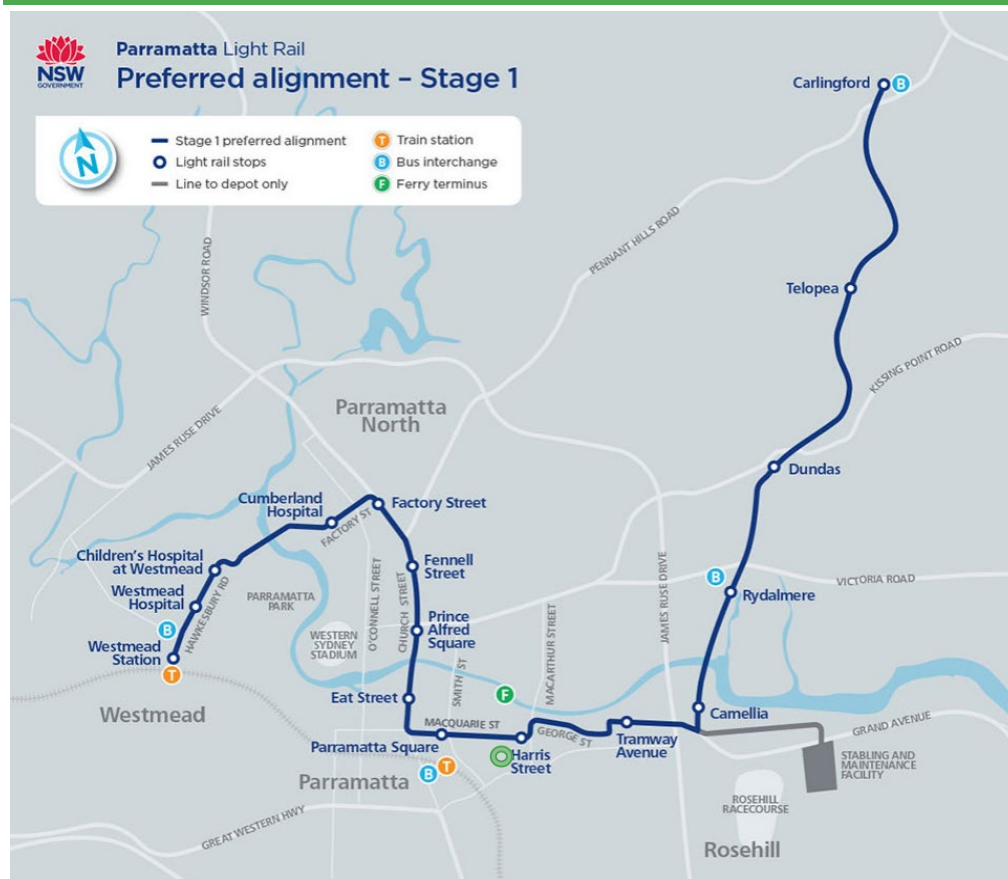 NSW
GOVERNMENT
Parramatta Light Rail
Preferred alignment – Stage 1
N
Stage 1 preferred alignment
Light rail stops
Line to depot only
T Train station
B Bus interchange
F Ferry terminus
Carlingford
B
WINDSOR ROAD
PENNANT HILLS ROAD
Telopea
KISSING POINT ROAD
JAMES RUSE DRIVE
Parramatta
North
Dundas
Cumberland
Hospital
Factory Street
FACTORY ST
Children's Hospital
at Westmead
Fennell
Street
Westmead
Hospital
HAWKESBURY RD
PARRAMATTA
PARK
O'CONNELL STREET
CHURCH STREET
JAMES RUSE DRIVE
B
VICTORIA ROAD
Rydalmere
Prince
Alfred
Square
B
WESTERN
SYDNEY
STADIUM
MACARTHUR STREET
Westmead
Station
T
SMITH ST
Eat Street
F
Westmead
Camellia
MACQUARIE ST
GEORGE ST
GRAND AVENUE
Parramatta Square
Harris
Street
Tramway
Avenue
STABLING AND
MAINTENANCE
FACILITY
B
T
Parramatta
ROSEHILL
RACECOURSE
GREAT WESTERN HWY
Rosehill